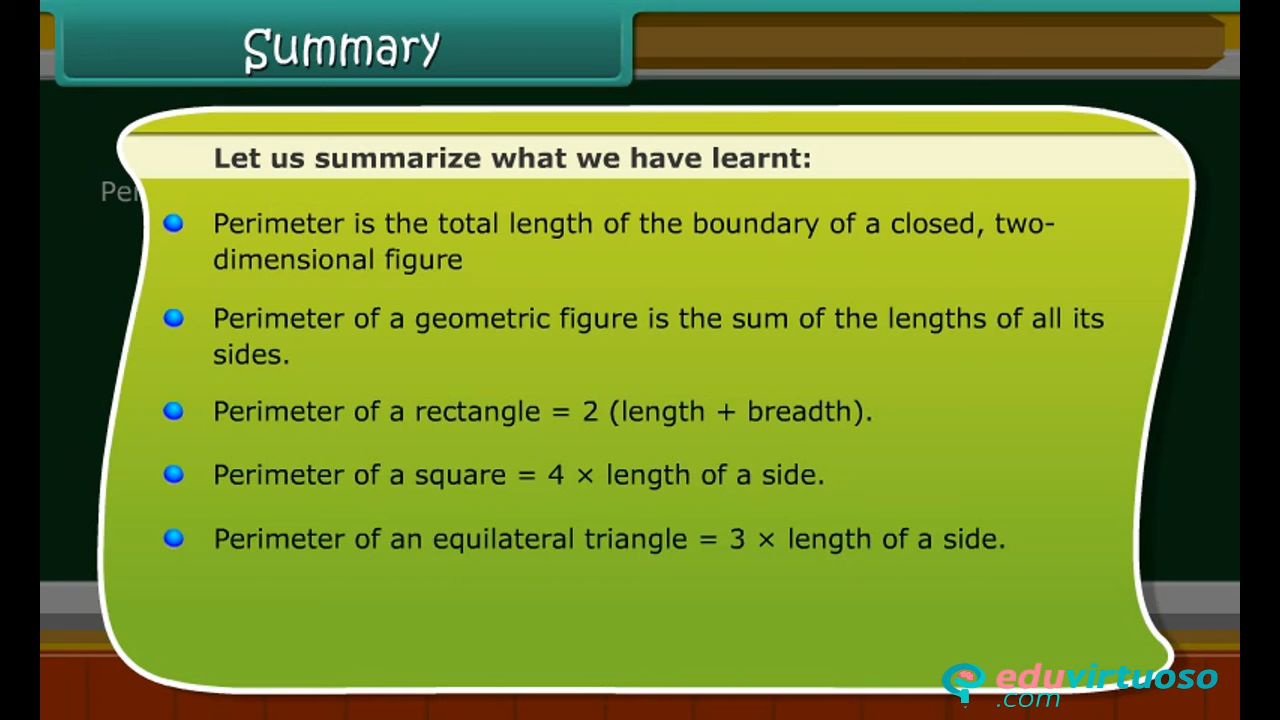 Summary
Let us summarize what we have learnt:
Per
Perimeter is the total length of the boundary of a closed, two-
dimensional figure
Perimeter of a geometric figure is the sum of the lengths of all its
sides.
Perimeter of a rectangle = 2 (length + breadth).
Perimeter of a square = 4 × length of a side.
Perimeter of an equilateral triangle = 3 × length of a side.
eduvirtuoso
.com